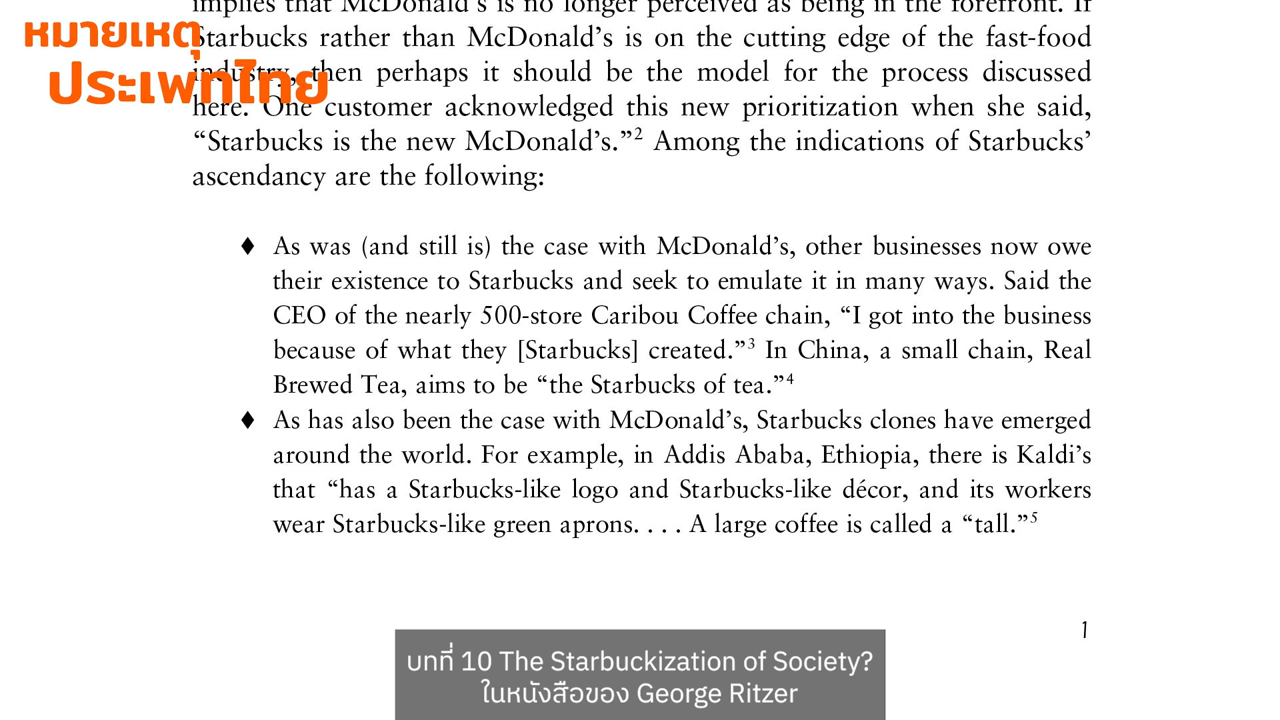 implies that McDonald's is no longer perceived as being in the forefront. If
หมายเหตุ
ประเพทไทย
Starbucks rather than McDonald's is on the cutting edge of the fast-food
industry, then perhaps it should be the model for the process discussed
here. One customer acknowledged this new prioritization when she said,
“Starbucks is the new McDonald's.”2 Among the indications of Starbucks'
ascendancy are the following:
♦ As was (and still is) the case with McDonald's, other businesses now owe
their existence to Starbucks and seek to emulate it in many ways. Said the
CEO of the nearly 500-store Caribou Coffee chain, “I got into the business
because of what they [Starbucks] created.”3 In China, a small chain, Real
Brewed Tea, aims to be “the Starbucks of tea.”4
♦ As has also been the case with McDonald's, Starbucks clones have emerged
around the world. For example, in Addis Ababa, Ethiopia, there is Kaldi's
that “has a Starbucks-like logo and Starbucks-like décor, and its workers
wear Starbucks-like green aprons. . . . A large coffee is called a “tall.”5
1
บทที่ 10 The Starbuckization of Society?
ในหนังสือของ George Ritzer